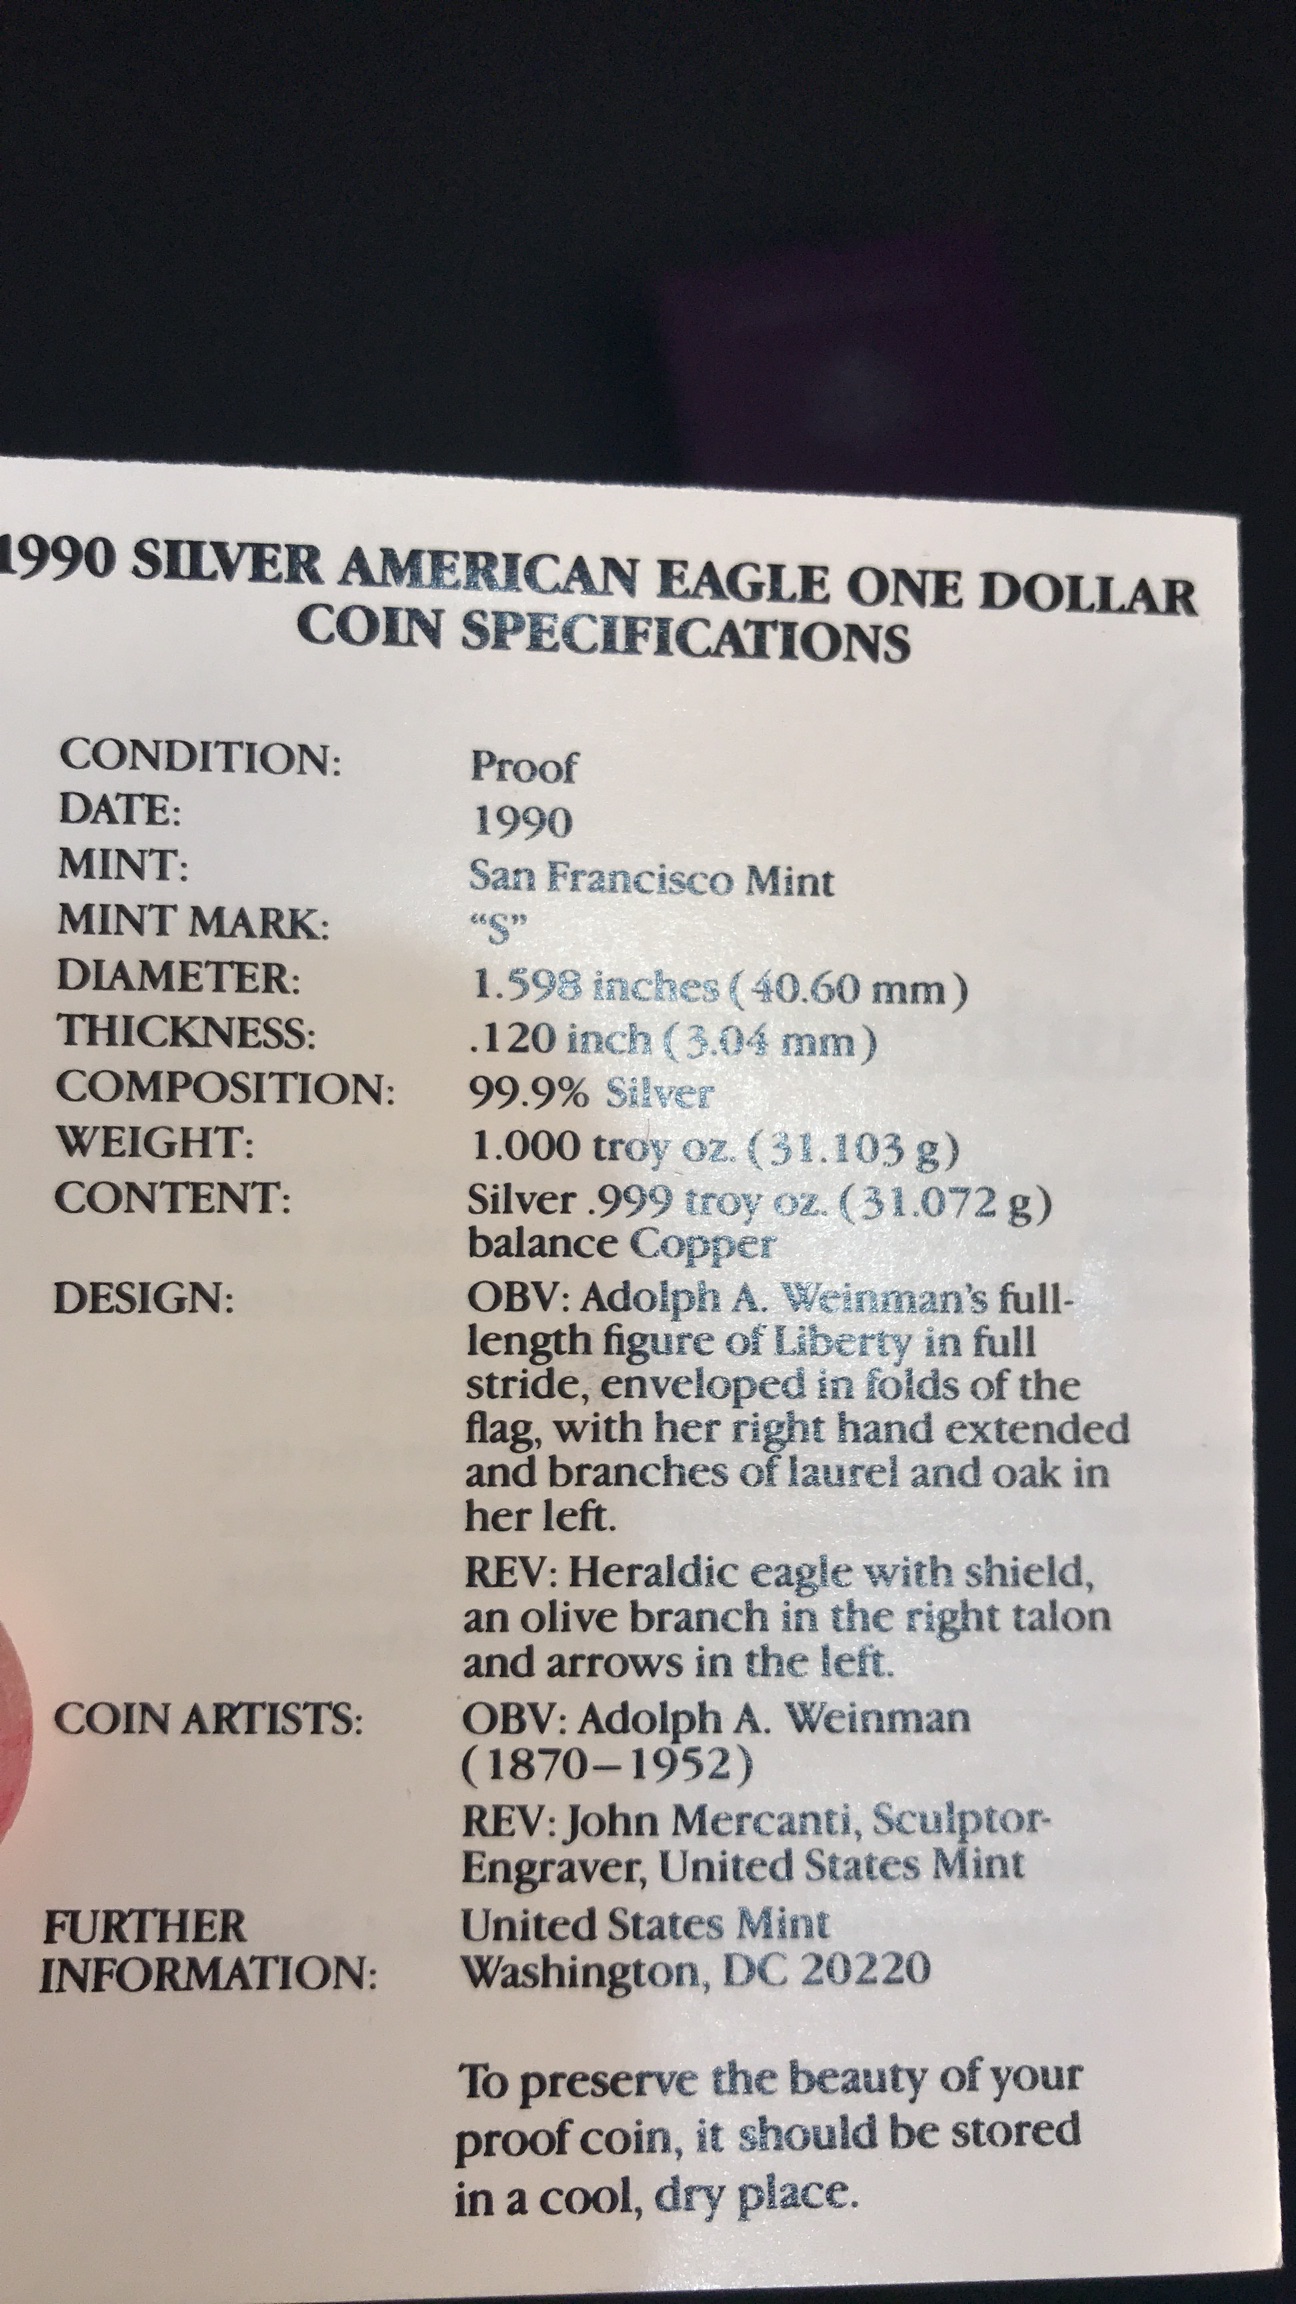 1990 SILVER AMERICAN EAGLE ONE DOLLAR
COIN SPECIFICATIONS
CONDITION: Proof
DATE: 1990
MINT: San Francisco Mint
MINT MARK: “S”
DIAMETER: 1.598 inches (40.60 mm)
THICKNESS: .120 inch (3.04 mm)
COMPOSITION: 99.9% Silver
WEIGHT: 1.000 troy oz. (31.103 g)
CONTENT: Silver .999 troy oz. (31.072 g)
balance Copper
DESIGN: OBV: Adolph A. Weinman’s full-
length figure of Liberty in full
stride, enveloped in folds of the
flag, with her right hand extended
and branches of laurel and oak in
her left.
REV: Heraldic eagle with shield,
an olive branch in the right talon
and arrows in the left.
COIN ARTISTS: OBV: Adolph A. Weinman
(1870–1952)
REV: John Mercanti, Sculptor-
Engraver, United States Mint
FURTHER United States Mint
INFORMATION: Washington, DC 20220
To preserve the beauty of your
proof coin, it should be stored
in a cool, dry place.